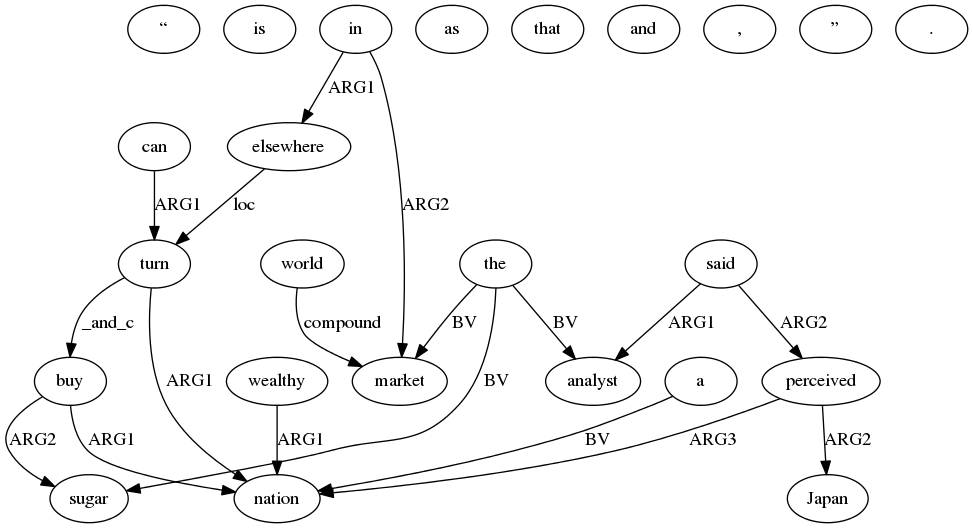 “ is in as that and , ” .
ARG1
can elsewhere
ARG1 loc ARG2
turn world the said
_and_c compound BV BV ARG1 ARG2
buy wealthy market analyst a perceived
ARG1 BV
ARG2 ARG1 ARG1 BV ARG3 ARG2
sugar nation Japan